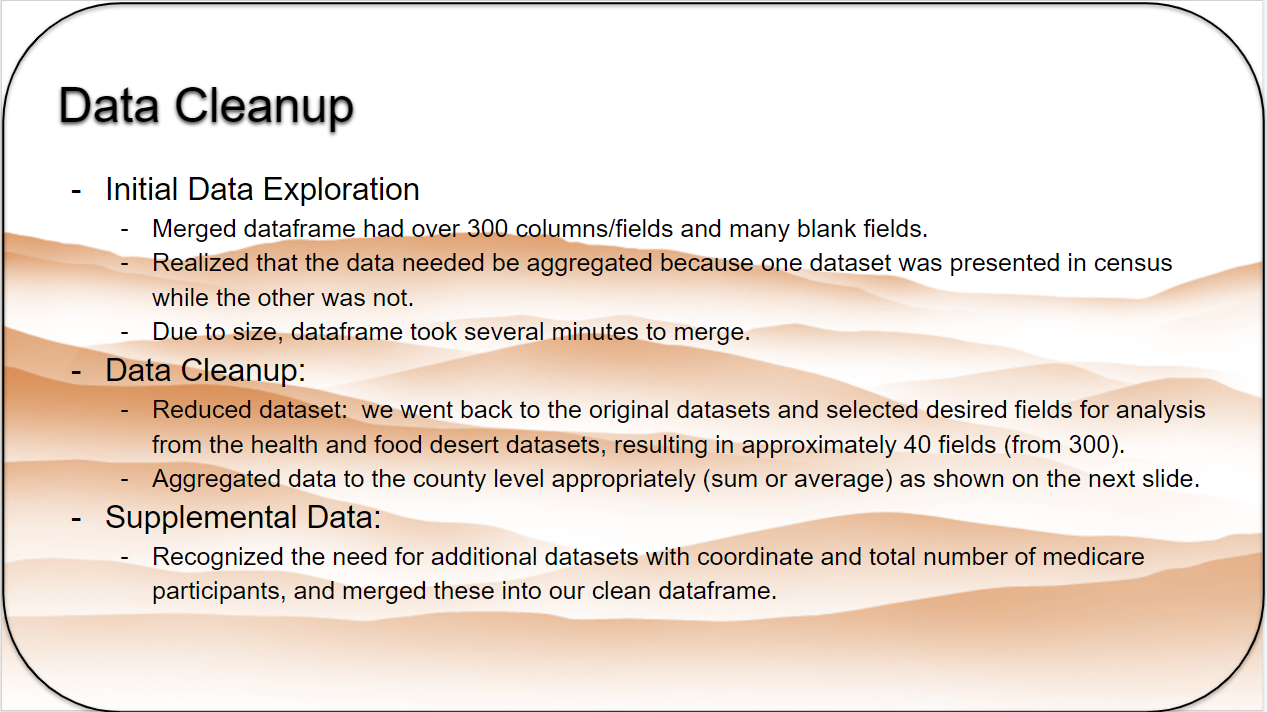 Data Cleanup
- Initial Data Exploration
- Merged dataframe had over 300 columns/fields and many blank fields.
- Realized that the data needed be aggregated because one dataset was presented in census
while the other was not.
- Due to size, dataframe took several minutes to merge.
- Data Cleanup:
- Reduced dataset:  we went back to the original datasets and selected desired fields for analysis
from the health and food desert datasets, resulting in approximately 40 fields (from 300).
- Aggregated data to the county level appropriately (sum or average) as shown on the next slide.
- Supplemental Data:
- Recognized the need for additional datasets with coordinate and total number of medicare
participants, and merged these into our clean dataframe.